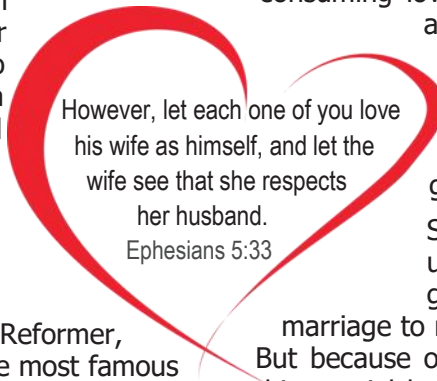 However, let each one of you love
his wife as himself, and let the
wife see that she respects
her husband.
Ephesians 5:33
Reformer,
most famous
marriage to
But because